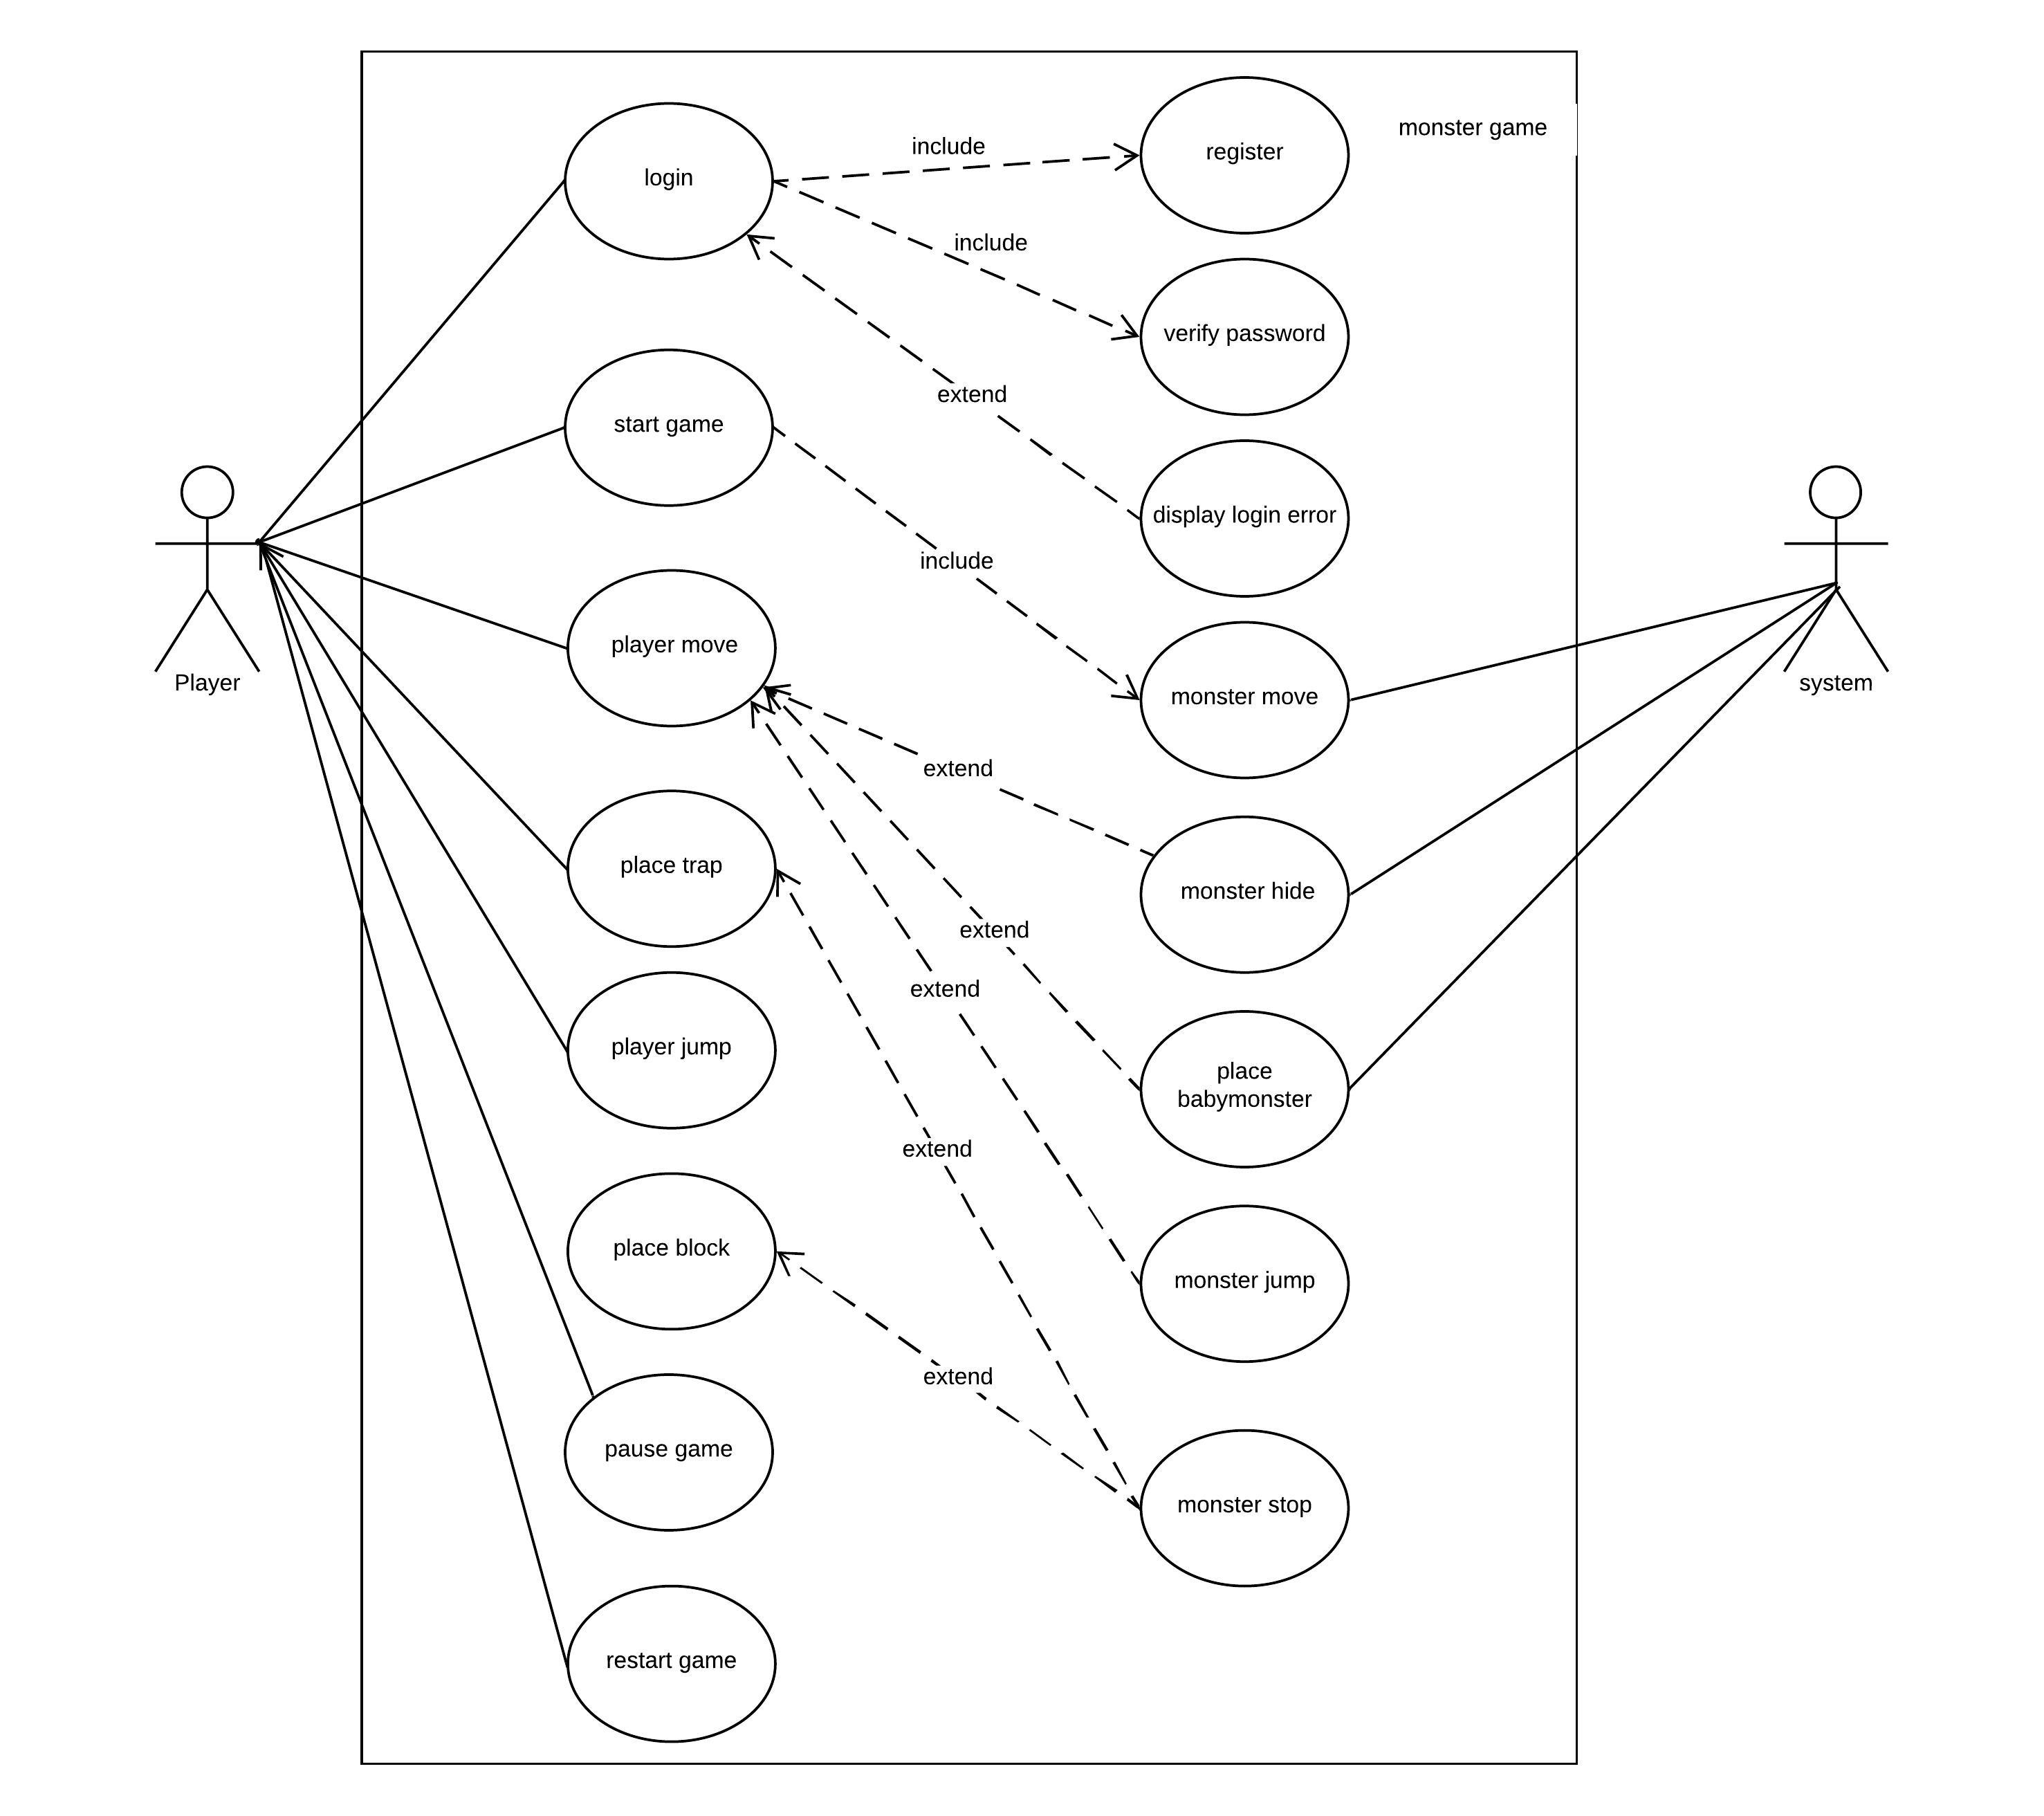 monster game
login
include
register
include
verify password
extend
start game
display login error
include
Player
system
player move
monster move
extend
place trap
monster hide
extend
extend
player jump
place
babymonster
extend
place block
monster jump
extend
pause game
monster stop
restart game